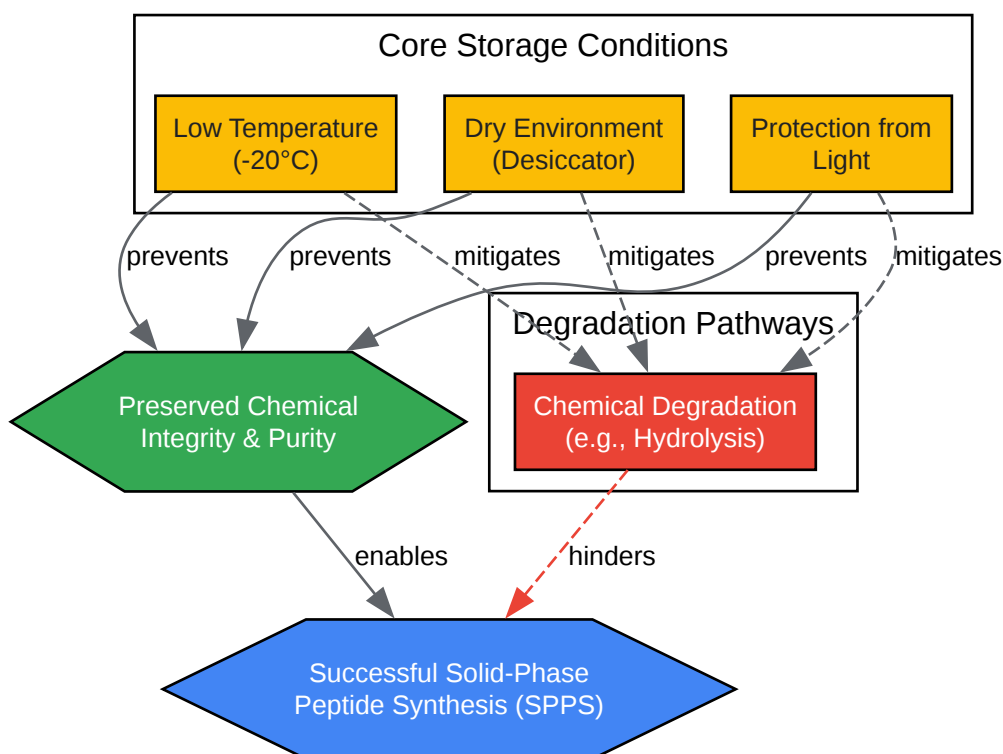 Core Storage Conditions
Low Temperature
(-20°C)
Dry Environment
(Desiccator)
Protection from
Light
prevents
prevents
mitigates
mitigates
prevents
mitigates
Degradation Pathways
Preserved Chemical
Integrity & Purity
Chemical Degradation
(e.g., Hydrolysis)
enables
hinders
Successful Solid-Phase
Peptide Synthesis (SPPS)